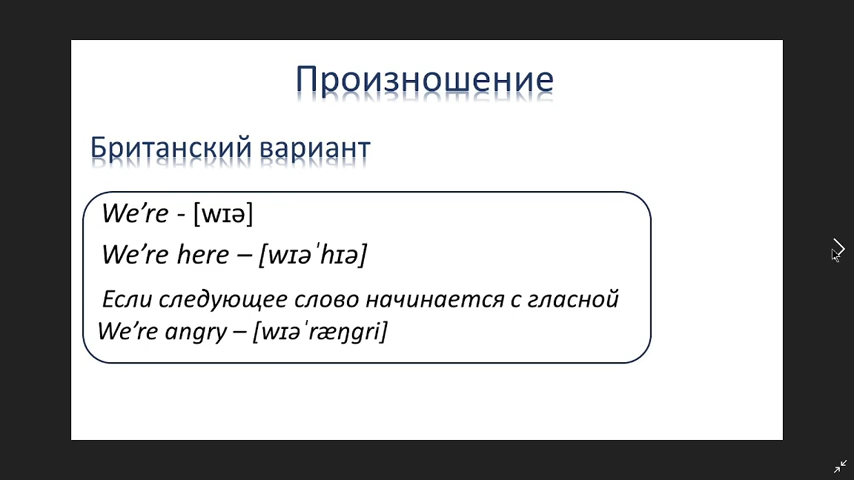 Произношение
Британский вариант
We’re - [wɪə]
We’re here – [wɪəˈhɪə]
Если следующее слово начинается с гласной
We’re angry – [wɪəˈræŋgri]